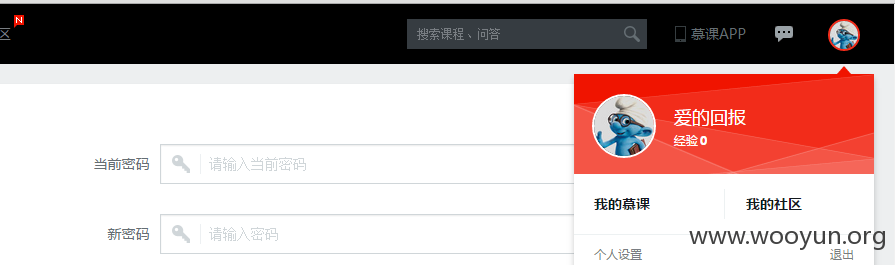 区
N
搜索课程、问答
慕课APP
爱的回报
经验 0
当前密码
请输入当前密码
我的慕课
我的社区
新密码
请输入密码
www.wooyun.org
个人设置
退出